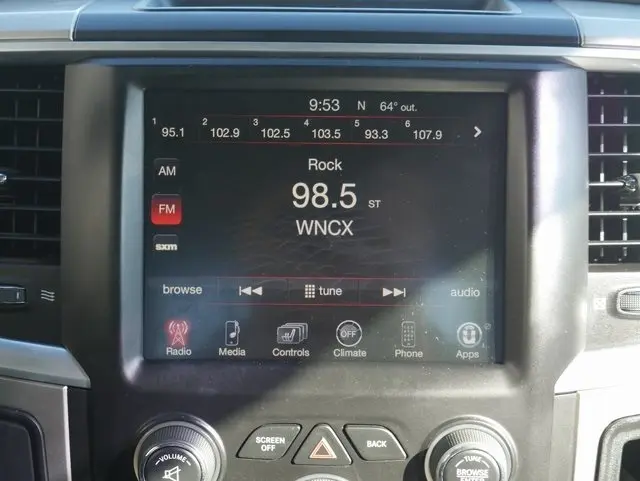 9:53 N 64° out.
1 2 3 4 5 6
95.1 102.9 102.5 103.5 93.3 107.9
AM
Rock
FM
98.5 ST
WNCX
sxm
browse tune audio
Radio Media Controls OFF Climate Phone Apps
SCREEN OFF
BACK
VOLUME
TUNE
BROWSE
ENTER